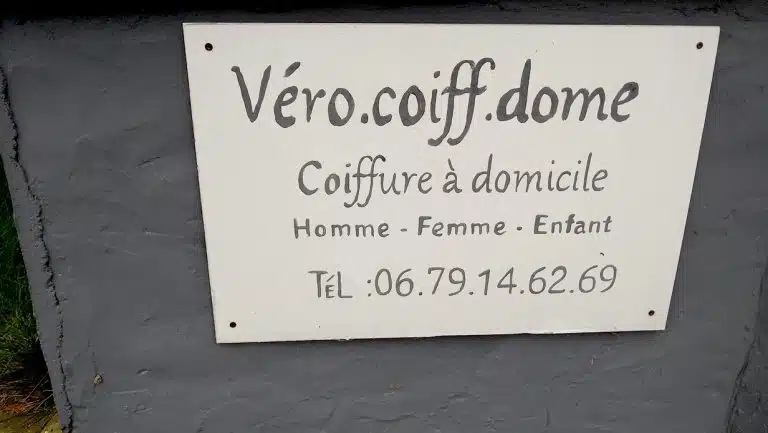 Véro.coiff.dome
Coiffure à domicile
Homme - Femme - Enfant
TéL :06.79.14.62.69